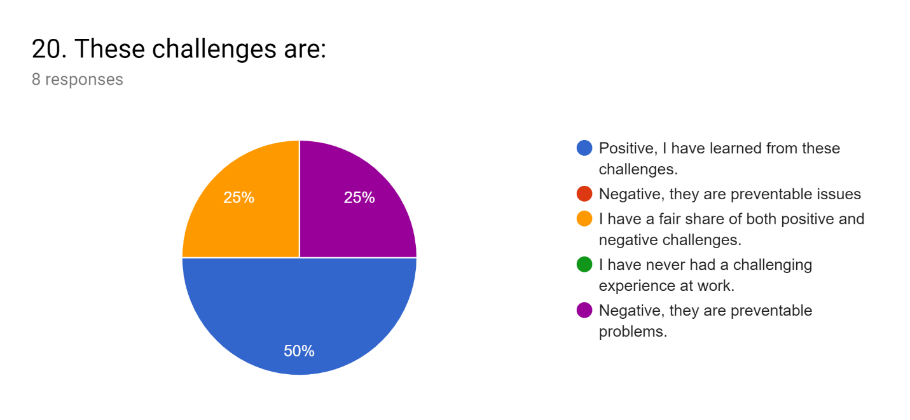 20. These challenges are:
8 responses
25%
25%
50%
Positive, I have learned from these
challenges.
Negative, they are preventable issues
I have a fair share of both positive and
negative challenges.
I have never had a challenging
experience at work.
Negative, they are preventable
problems.